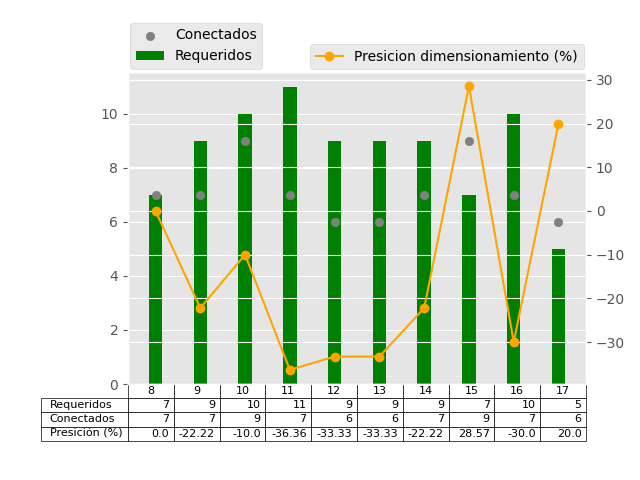 Conectados
Requeridos
Presicion dimensionamiento (%)
10
8
6
4
2
0
30
20
10
0
−10
−20
−30
8 9 10 11 12 13 14 15 16 17
Requeridos 7 9 10 11 9 9 9 7 10 5
Conectados 7 7 9 7 6 6 7 9 7 6
Presición (%) 0.0 -22.22 -10.0 -36.36 -33.33 -33.33 -22.22 28.57 -30.0 20.0